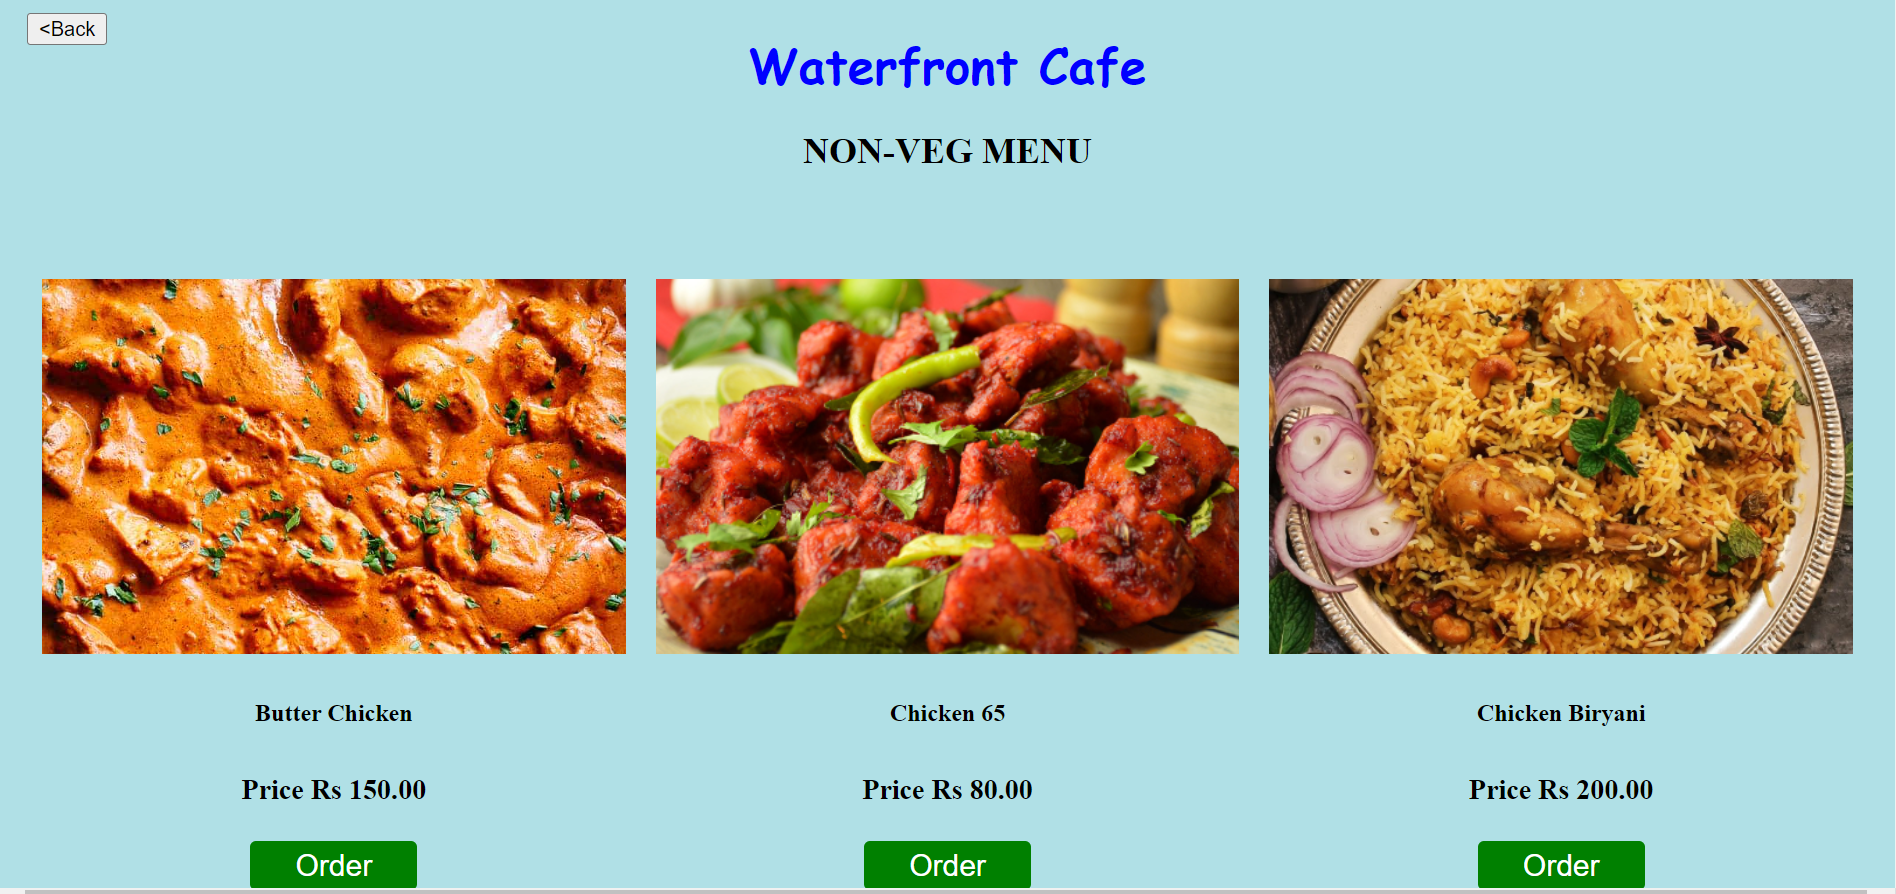 <Back
Waterfront Cafe
NON-VEG MENU
Butter Chicken
Chicken 65
Chicken Biryani
Price Rs 150.00
Price Rs 80.00
Price Rs 200.00
Order
Order
Order